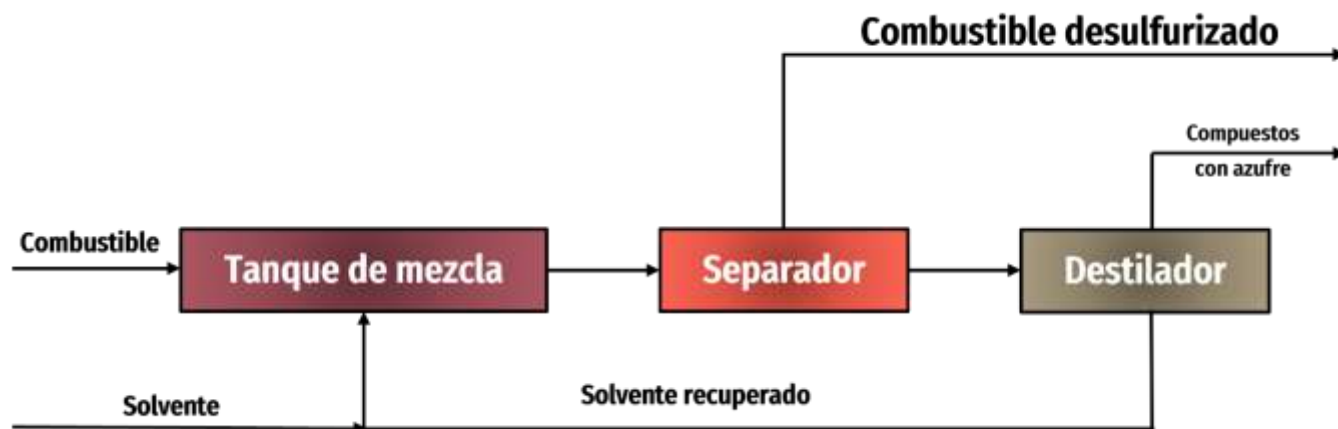 Combustible desulfurizado
Compuestos
con azufre
Combustible
Tanque de mezcla
Separador
Destilador
Solvente
Solvente recuperado